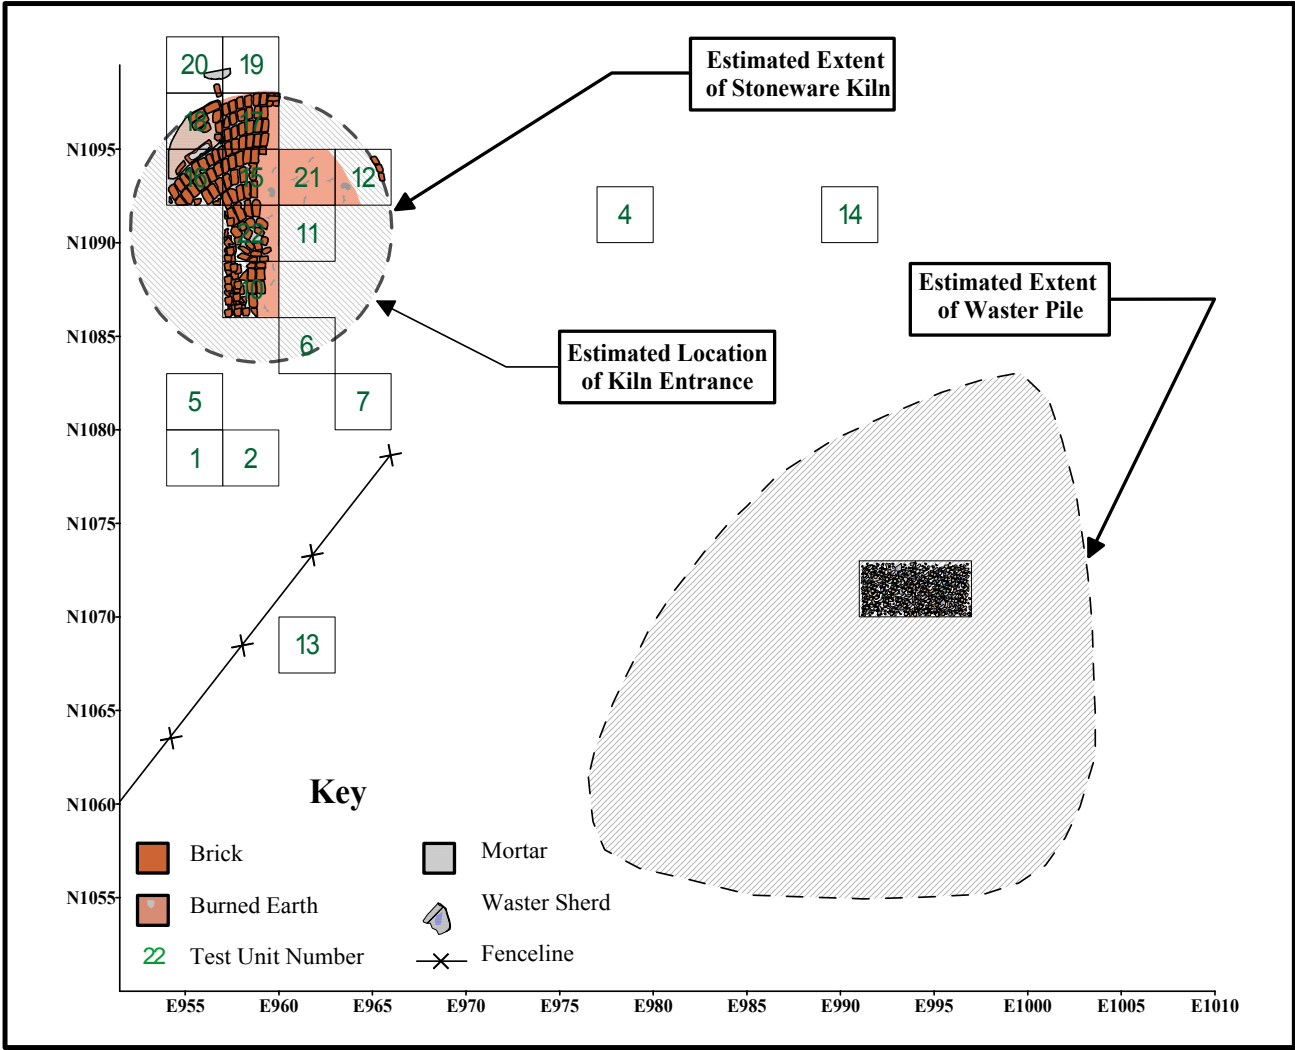 20 19
Estimated Extent
of Stoneware Kiln
18 17
N1095
16 15 21 12
4 14
22 11
N1090
Estimated Extent
of Waster Pile
10
N1085
6
Estimated Location
of Kiln Entrance
5 7
N1080
1 2
N1075
N1070
13
N1065
Key
N1060
Brick Mortar
N1055
Burned Earth Waster Sherd
22 Test Unit Number Fenceline
E955 E960 E965 E970 E975 E980 E985 E990 E995 E1000 E1005 E1010